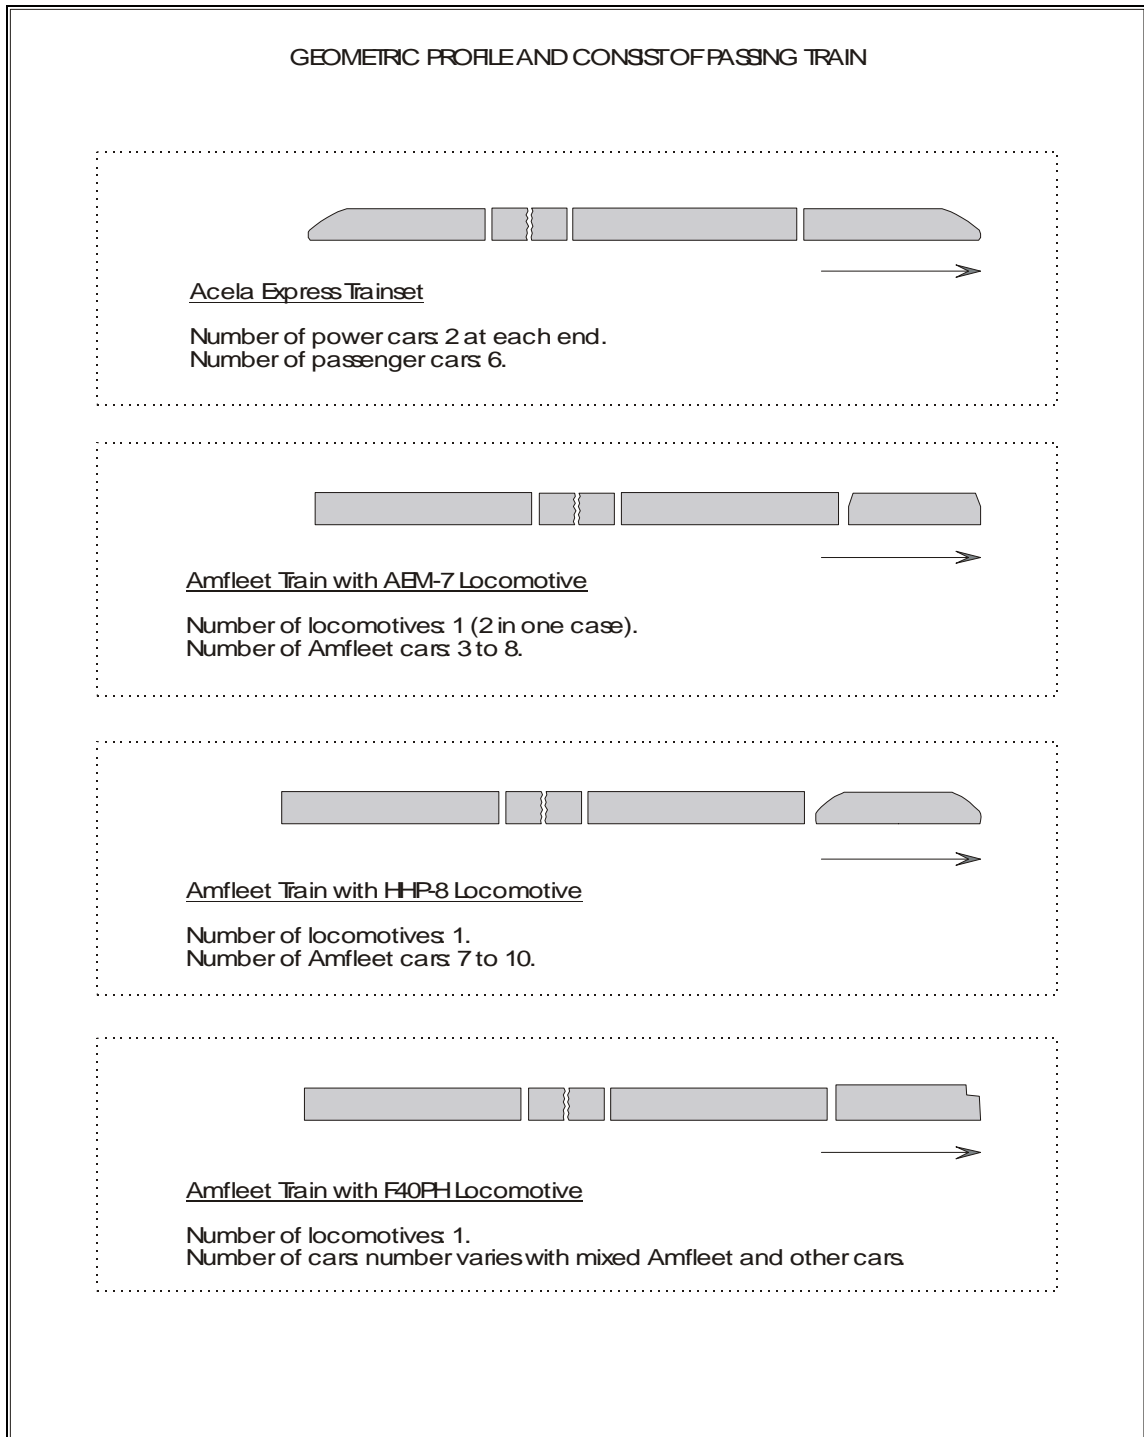 GEOMETRIC PROFILE AND CONSIST OF PASSING TRAIN
Acela Express Trainset
Number of power cars: 2 at each end.
Number of passenger cars: 6.
Amfleet Train with AEM-7 Locomotive
Number of locomotives: 1 (2 in one case).
Number of Amfleet cars: 3 to 8.
Amfleet Train with HHP-8 Locomotive
Number of locomotives: 1.
Number of Amfleet cars: 7 to 10.
Amfleet Train with F40PH Locomotive
Number of locomotives: 1.
Number of cars: number varies with mixed Amfleet and other cars.